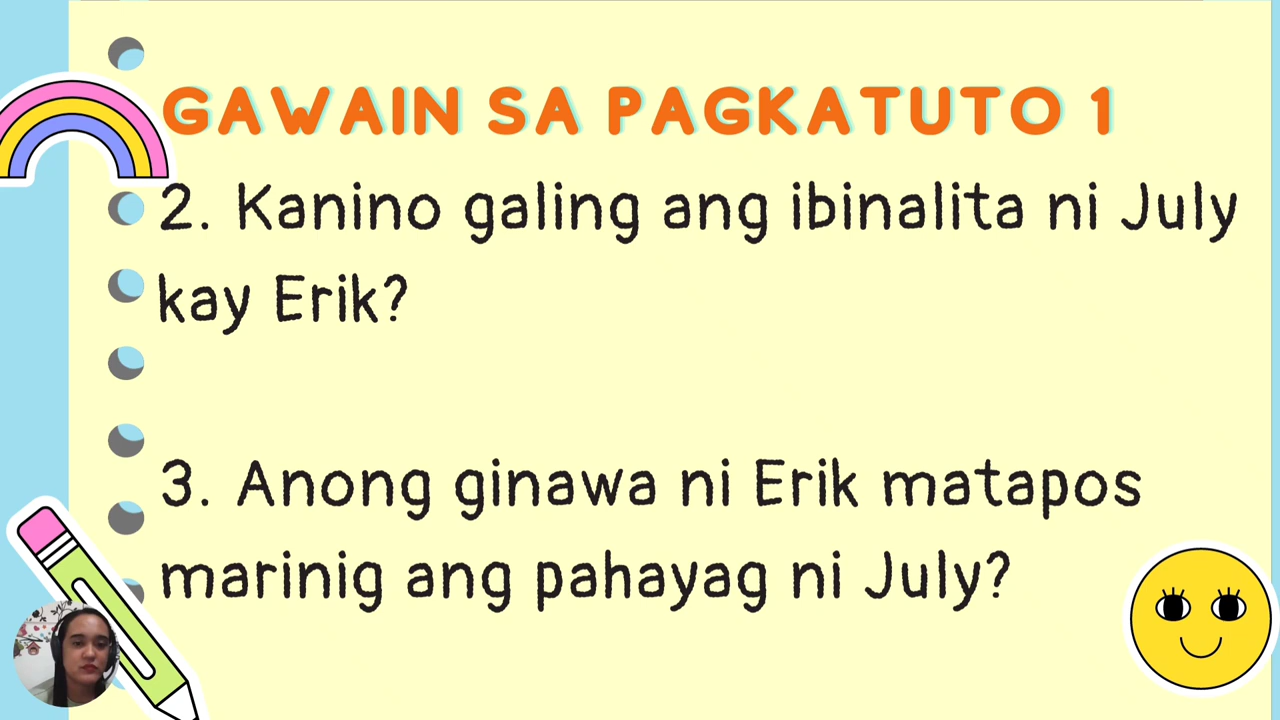 GAWAIN SA PAGKATUTO 1
2. Kanino galing ang ibinalita ni July
kay Erik?
3. Anong ginawa ni Erik matapos
marinig ang pahayag ni July?